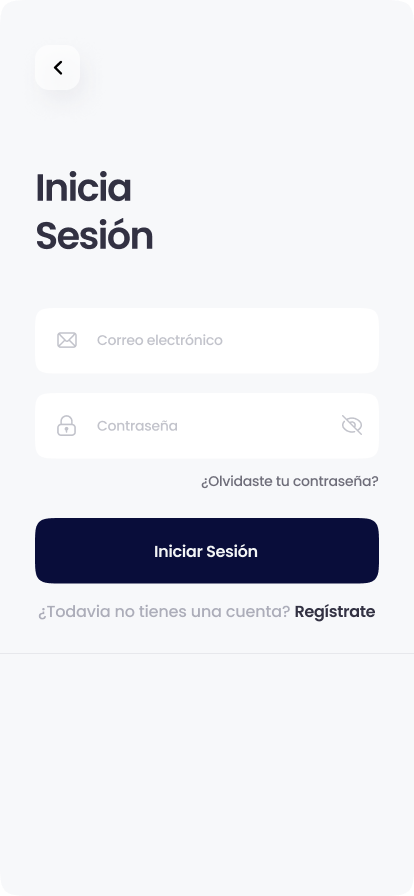 Inicia
Sesión
Correo electrónico
Contraseña
¿Olvidaste tu contraseña?
Iniciar Sesión
¿Todavia no tienes una cuenta? Regístrate